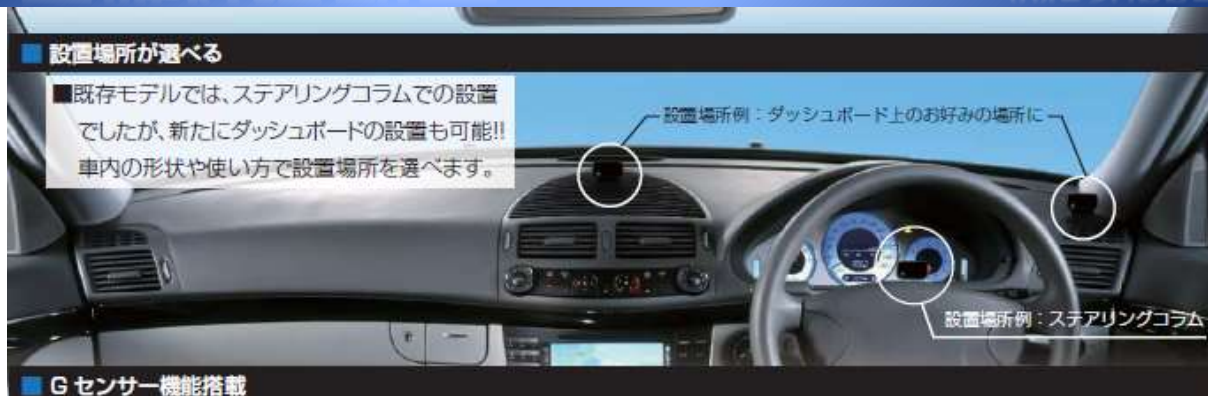 設置場所が選べる
■既存モデルでは、ステアリングコラムでの設置
でしたが、新たにダッシュボードの設置も可能!!
車内の形状や使い方で設置場所を選べます。
設置場所例：ダッシュボード上のお好みの場所に
設置場所例：ステアリングコラム
G センサー機能搭載